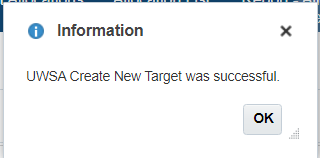 Information
UWSA Create New Target was successful.
OK